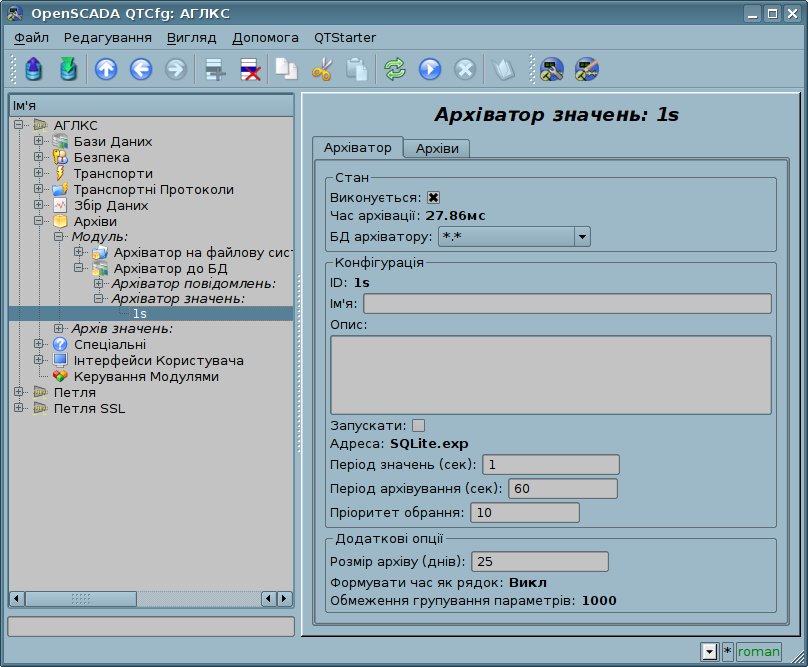 OpenSCADA QTCfg: АГЛКС
Файл Редагування Вигляд Допомога QTStarter
Ім'я
АГЛКС
Бази Даних
Безпека
Транспорти
Транспортні Протоколи
Збір Даних
Архіви
Модуль:
Архіватор на файлову сист
Архіватор до БД
Архіватор повідомлень:
Архіватор значень:
1s
Архів значень:
Спеціальні
Інтерфейси Користувача
Керування Модулями
Петля
Петля SSL
Архіватор значень: 1s
Архіватор Архіви
Стан
Виконується:
Час архівації: 27.86мс
БД архіватору: *.*
Конфігурація
ID: 1s
Ім'я:
Опис:
Запускати:
Адреса: SQLite.exp
Період значень (сек): 1
Період архівування (сек): 60
Пріоритет обрання: 10
Додаткові опції
Розмір архіву (днів): 25
Формувати час як рядок: Викл
Обмеження групування параметрів: 1000
* roman